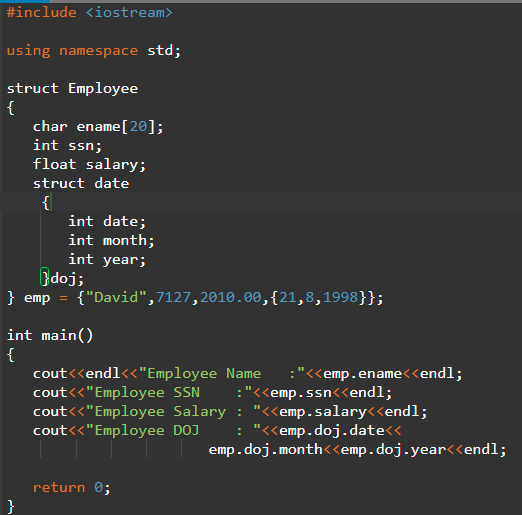 #include <iostream>
using namespace std;
struct Employee
{
char ename[20];
int ssn;
float salary;
struct date
{
int date;
int month;
int year;
}doj;
} emp = {"David",7127,2010.00,{21,8,1998}};
int main()
{
cout<<endl<<"Employee Name   :"<<emp.ename<<endl;
cout<<"Employee SSN    :"<<emp.ssn<<endl;
cout<<"Employee Salary : "<<emp.salary<<endl;
cout<<"Employee DOJ    : "<<emp.doj.date<<
emp.doj.month<<emp.doj.year<<endl;
return 0;
}